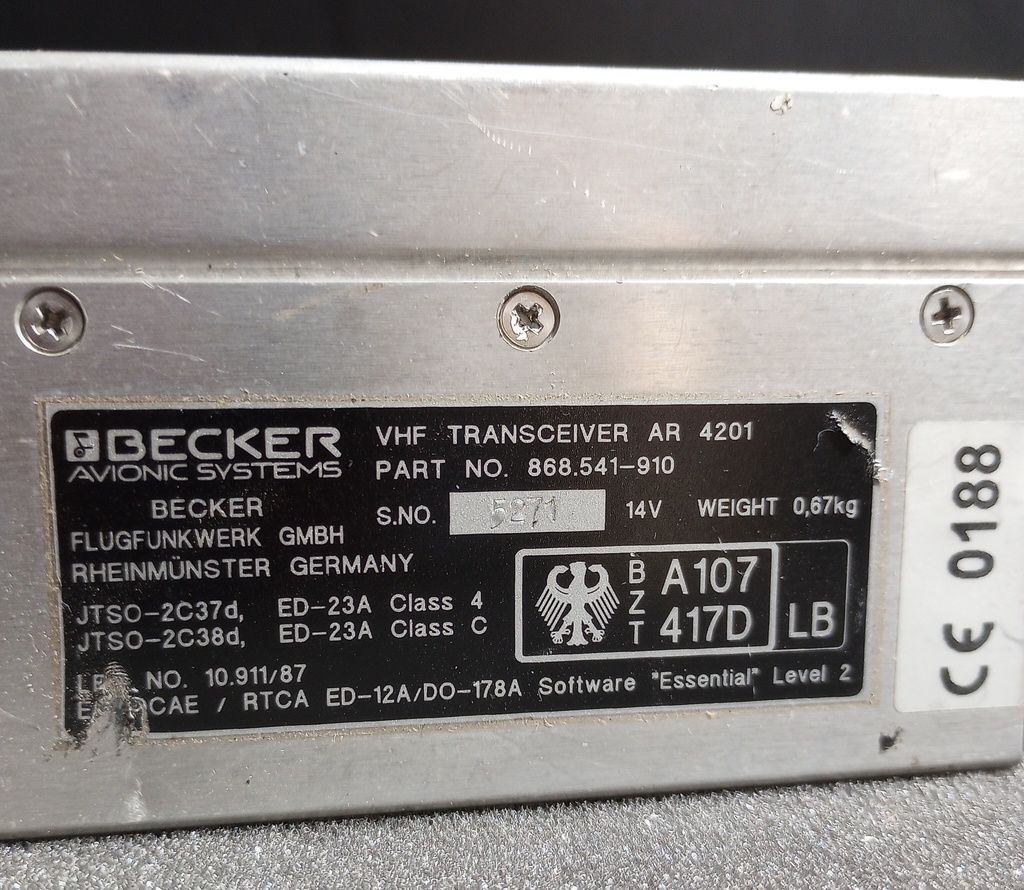 BECKER
AVIONIC SYSTEMS
VHF TRANSCEIVER AR 4201
PART NO. 868.541-910
S.NO. 5271 14V WEIGHT 0,67kg
BECKER
FLUGFUNKWERK GMBH
RHEINMÜNSTER GERMANY
JTSO-2C37d, ED-23A Class 4
JTSO-2C38d, ED-23A Class C
BZT A107
417D
LB
NO. 10.911/87
/ RTCA ED-12A/DO-178A Software "Essential" Level 2
CE 0188